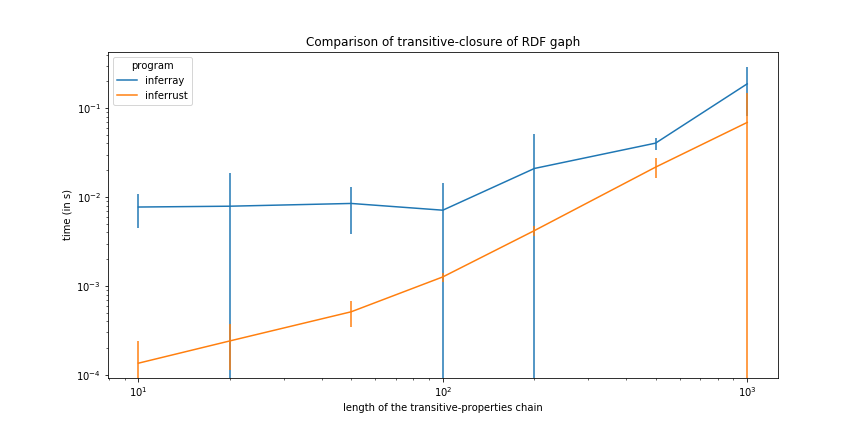 Comparison of transitive-closure of RDF gaph
program
inferray
inferrust
time (in s)
10⁻¹
10⁻²
10⁻³
10⁻⁴
10¹
10²
10³
length of the transitive-properties chain